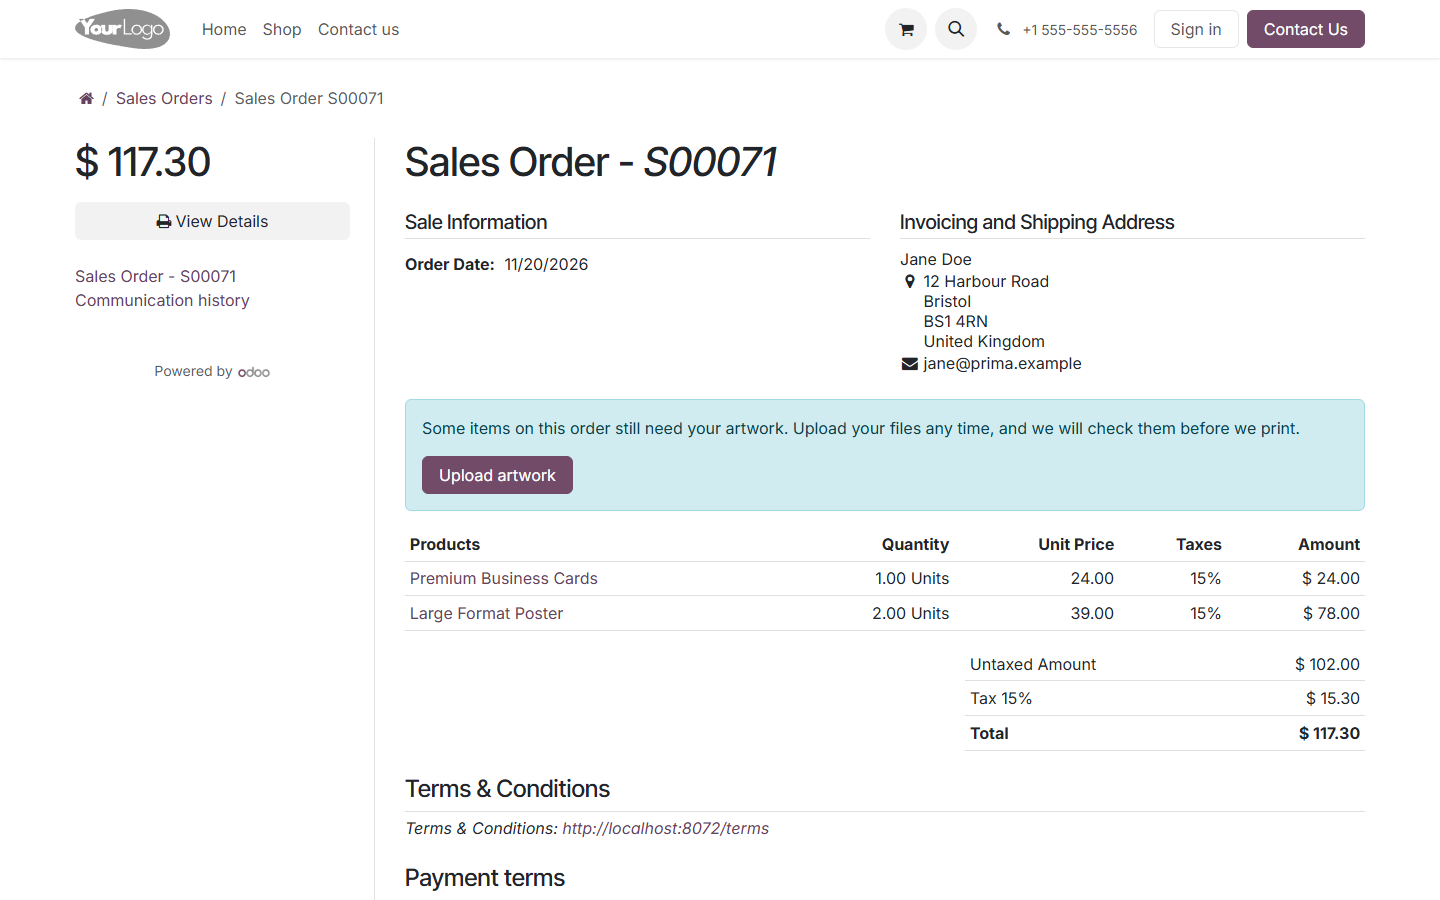 YourLogo
Home
Shop
Contact us
+1 555-555-5556
Sign in
Contact Us
/ Sales Orders / Sales Order S00071
$ 117.30
View Details
Sales Order - S00071
Communication history
Powered by odoo
Sales Order - S00071
Sale Information
Order Date: 11/20/2026
Invoicing and Shipping Address
Jane Doe
12 Harbour Road
Bristol
BS1 4RN
United Kingdom
jane@prima.example
Some items on this order still need your artwork. Upload your files any time, and we will check them before we print.
Upload artwork
Products Quantity Unit Price Taxes Amount
Premium Business Cards 1.00 Units 24.00 15% $ 24.00
Large Format Poster 2.00 Units 39.00 15% $ 78.00
Untaxed Amount $ 102.00
Tax 15% $ 15.30
Total $ 117.30
Terms & Conditions
Terms & Conditions: http://localhost:8072/terms
Payment terms